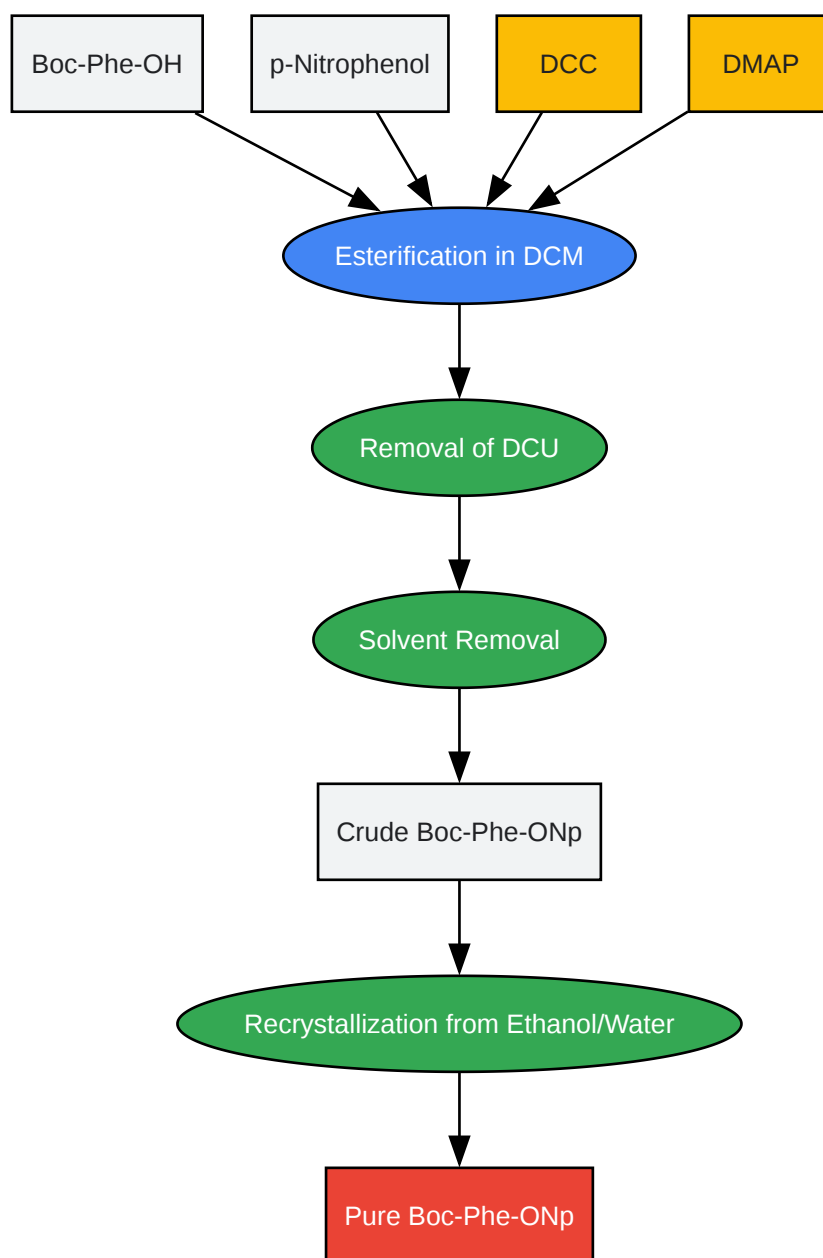 Boc-Phe-OH
p-Nitrophenol
DCC
DMAP
Esterification in DCM
Removal of DCU
Solvent Removal
Crude Boc-Phe-ONp
Recrystallization from Ethanol/Water
Pure Boc-Phe-ONp